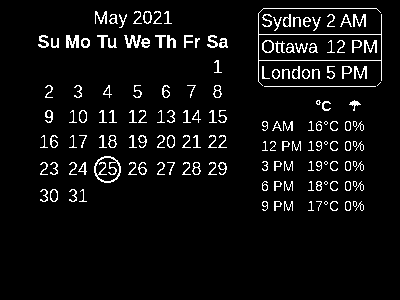 May 2021
Su Mo Tu We Th Fr Sa
1
2 3 4 5 6 7 8
9 10 11 12 13 14 15
16 17 18 19 20 21 22
23 24 25 26 27 28 29
30 31
Sydney 2 AM
Ottawa 12 PM
London 5 PM
°C ☂
9 AM 16°C 0%
12 PM 19°C 0%
3 PM 19°C 0%
6 PM 18°C 0%
9 PM 17°C 0%